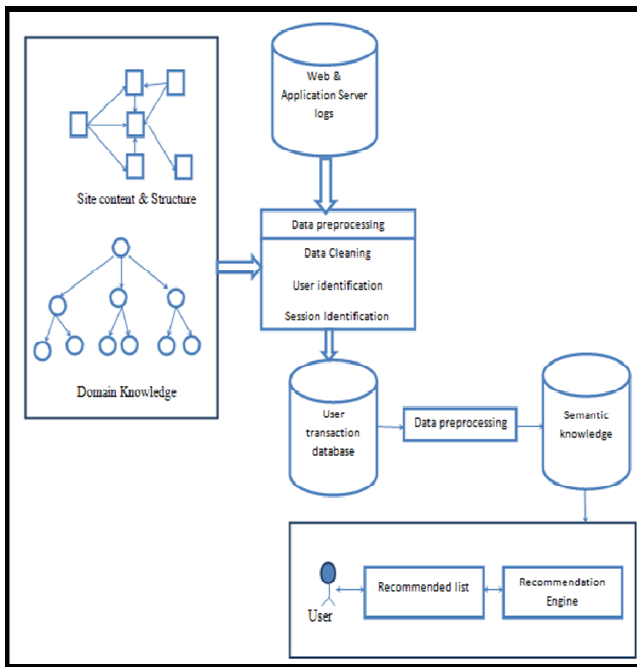 Web &
Application Server
logs
Site content & Structure
Domain Knowledge
Data preprocessing
Data Cleaning
User identification
Session Identification
User
transaction
database
Data preprocessing
Semantic
knowledge
User
Recommended list
Recommendation
Engine